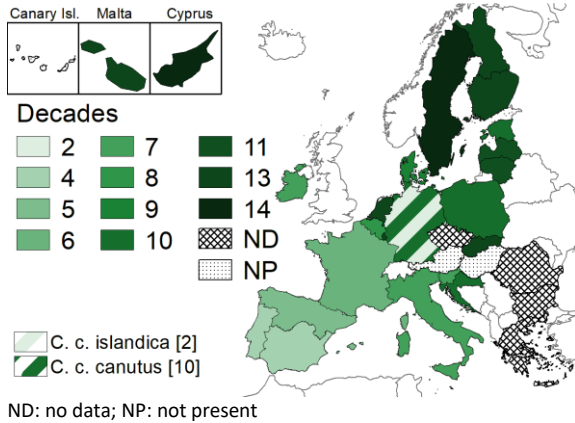 Canary Isl. Malta Cyprus
Decades
2 7 11
4 8 13
5 9 14
6 10 ND
NP
C. c. islandica [2]
C. c. canutus [10]
ND: no data; NP: not present